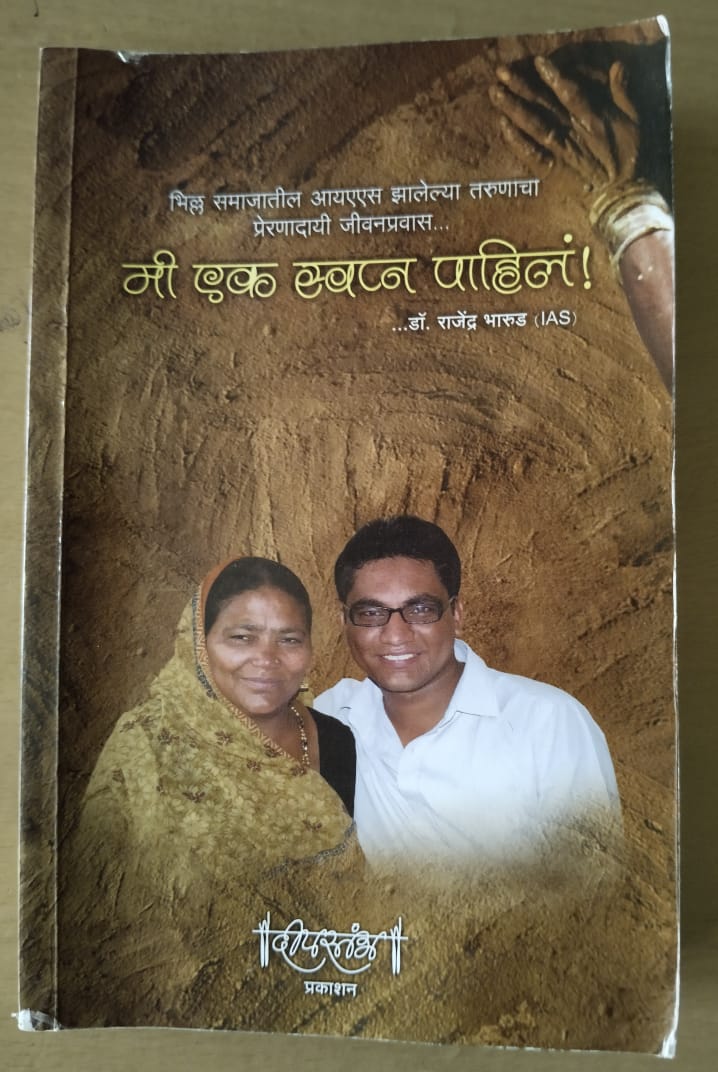 भिल्ल समाजातील आयएएस झालेल्या तरुणाचा
प्रेरणादायी जीवनप्रवास...
मी एक स्वप्न पाहिलं!
...डॉ. राजेंद्र भारुड (IAS)
दीपस्तंभ
प्रकाशन